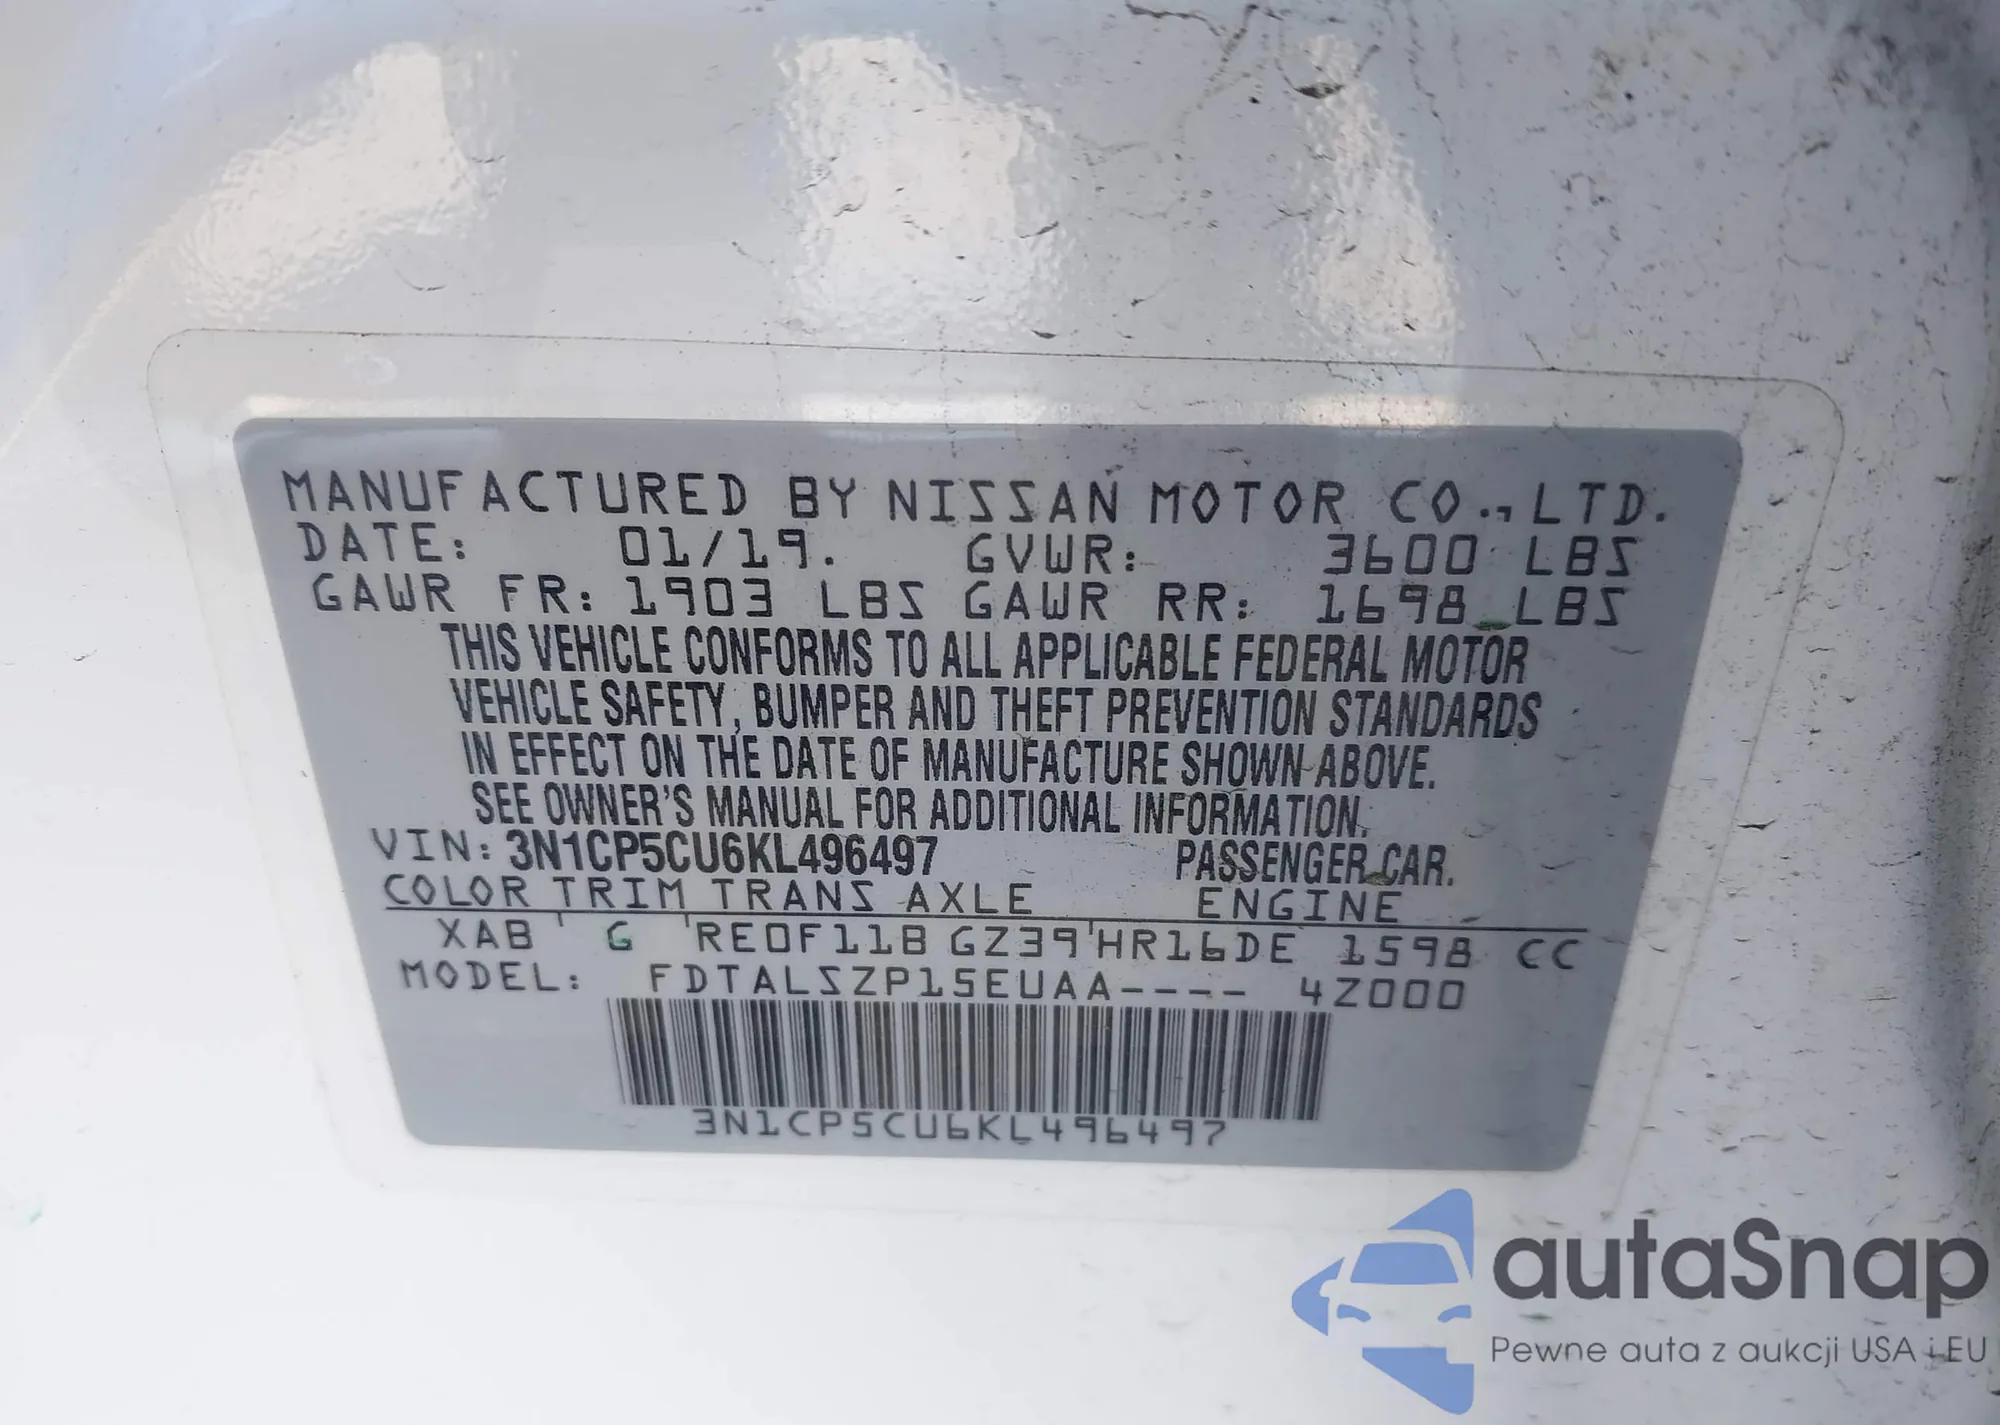 MANUFACTURED BY NISSAN MOTOR CO., LTD.
DATE: 01/19. GVWR: 3600 LBS
GAWR FR: 1903 LBS GAWR RR: 1698 LBS
THIS VEHICLE CONFORMS TO ALL APPLICABLE FEDERAL MOTOR
VEHICLE SAFETY, BUMPER AND THEFT PREVENTION STANDARDS
IN EFFECT ON THE DATE OF MANUFACTURE SHOWN ABOVE.
SEE OWNER'S MANUAL FOR ADDITIONAL INFORMATION.
VIN: 3N1CP5CU6KL496497 PASSENGER CAR.
COLOR TRIM TRANS AXLE ENGINE
XAB G RE0F11B GZ39 HR16DE 1598 CC
MODEL: FDTALSZP15EUAA---- 4Z000
3N1CP5CU6KL496497
autaSnap
Pewne auta z aukcji USA i EU